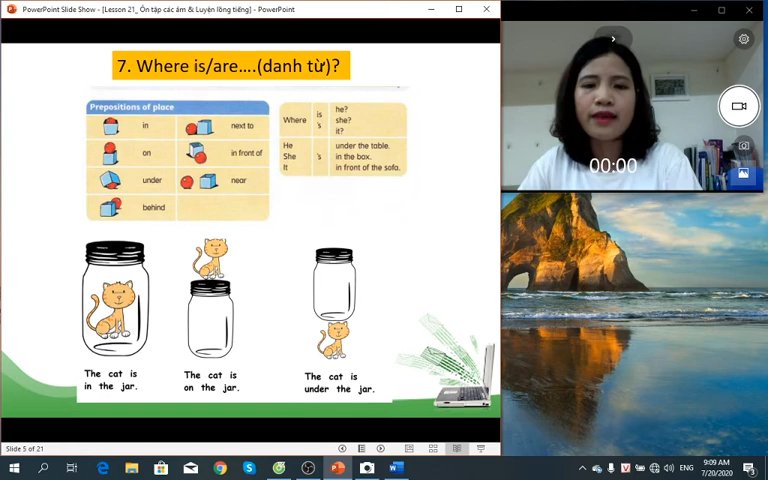 PowerPoint Slide Show - [Lesson 21_ Ôn tập các âm & Luyện lồng tiếng] - PowerPoint
7. Where is/are....(danh từ)?
Prepositions of place
in
next to
on
in front of
under
near
behind
Where
is
's
he?
she?
it?
He
She
It
's
under the table.
in the box.
in front of the sofa.
The cat is
in the jar.
The cat is
on the jar.
The cat is
under the jar.
00:00
Slide 5 of 21
ENG
9:09 AM
7/20/2020